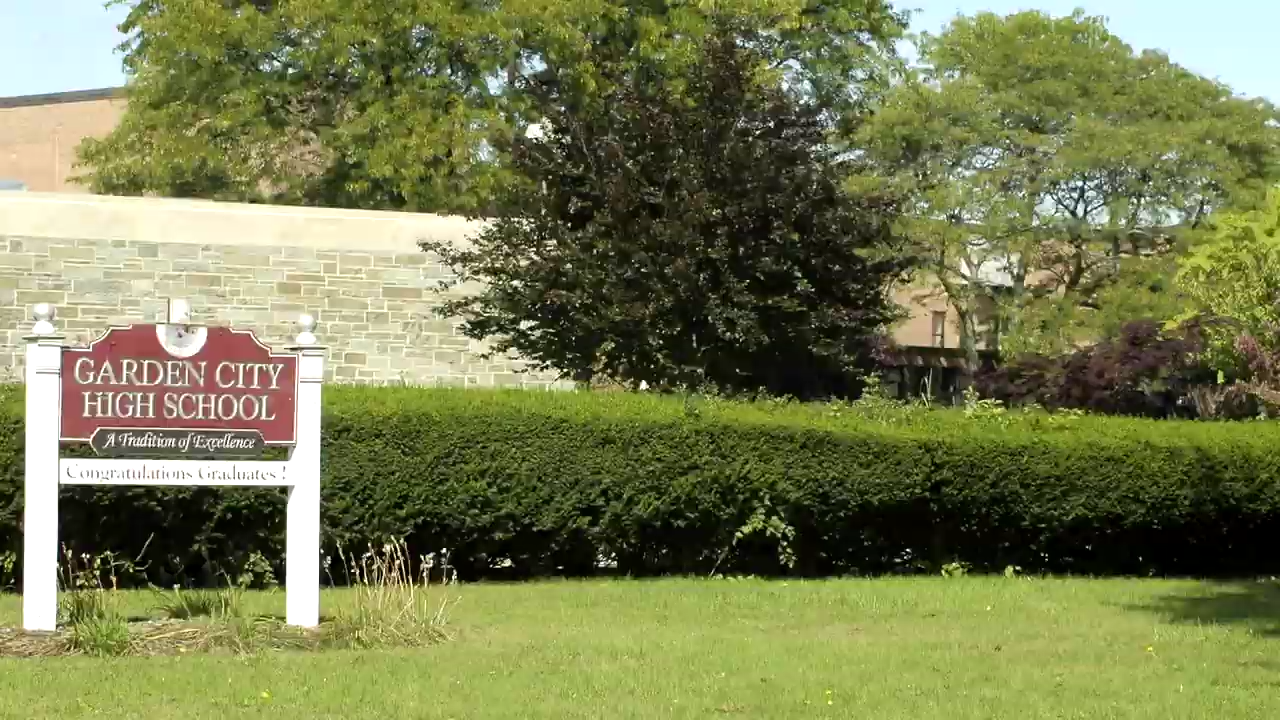 GARDEN CITY
HIGH SCHOOL
A Tradition of Excellence
Congratulations Graduates !